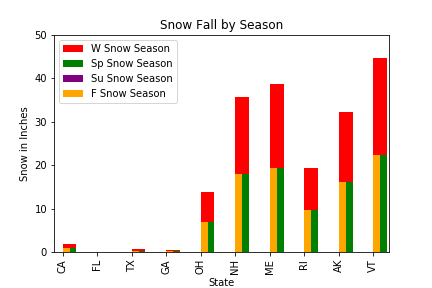 Snow Fall by Season
50
40
30
20
10
0
Snow in Inches
W Snow Season
Sp Snow Season
Su Snow Season
F Snow Season
CA
FL
TX
GA
OH
NH
ME
RI
AK
VT
State